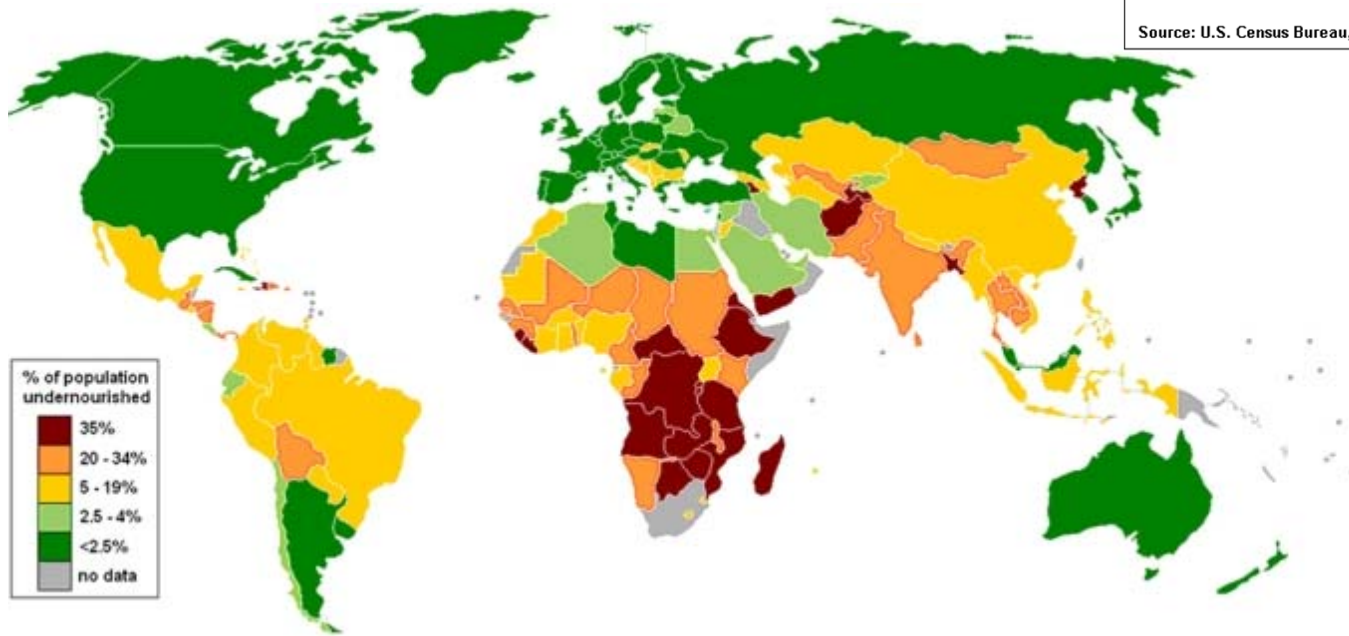 Source: U.S. Census Bureau,
% of population
undernourished
35%
20 - 34%
5 - 19%
2.5 - 4%
<2.5%
no data